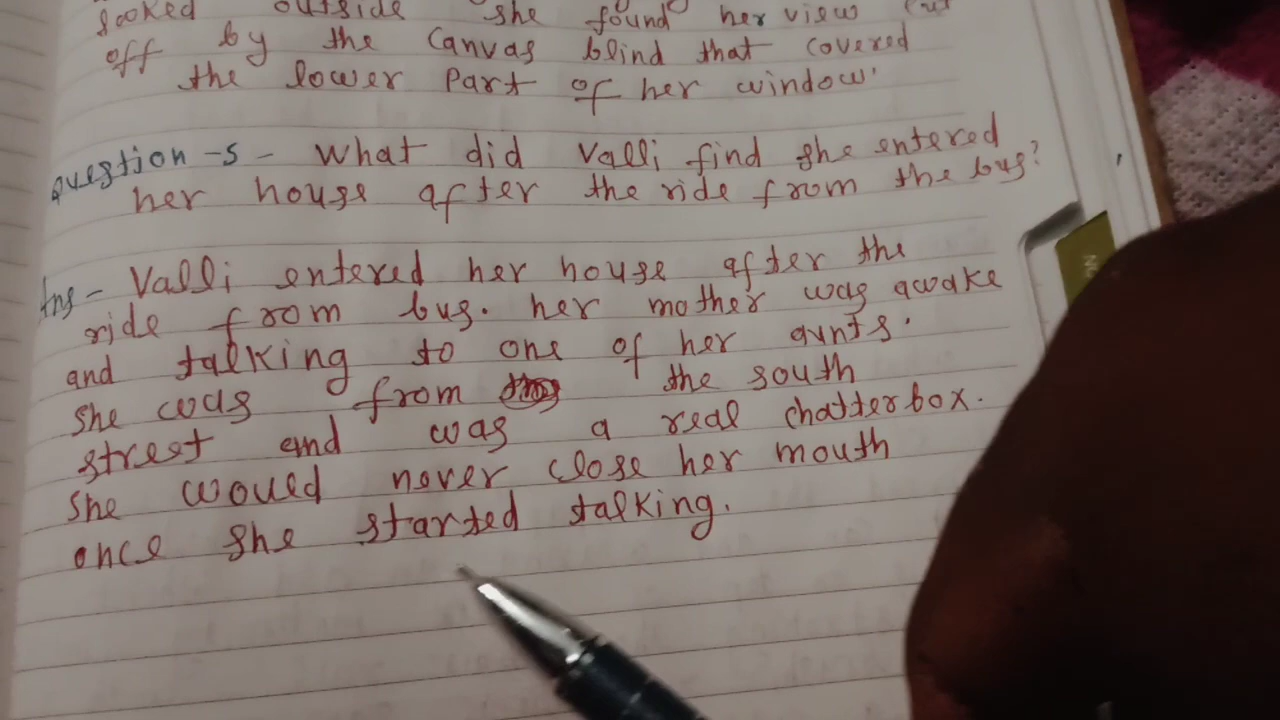 looked outside she found her view cut
off by the canvas blind that covered
the lower part of her window.
question -5 - What did Valli find she entered
her house after the ride from the bus?
Ans - Valli entered her house after the
ride from bus. her mother was awake
and talking to one of her aunts.
She was from the south
street and was a real chatterbox.
She would never close her mouth
once she started talking.